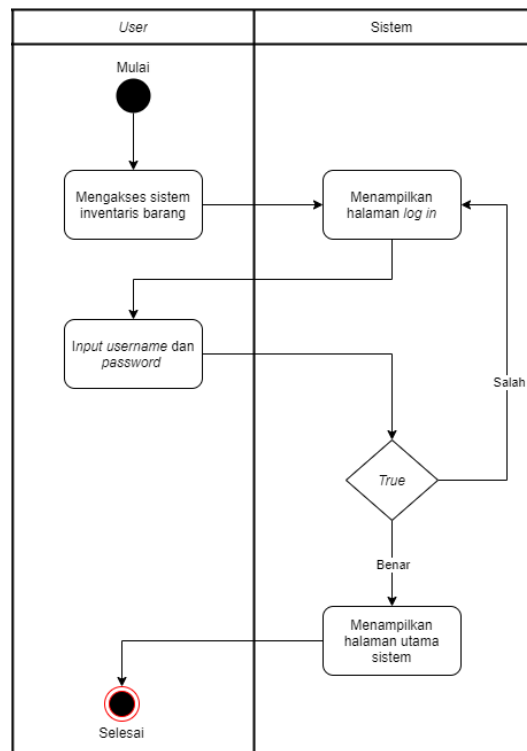 User
Sistem
Mulai
Mengakses sistem
inventaris barang
Menampilkan
halaman log in
Input username dan
password
Salah
True
Benar
Menampilkan
halaman utama
sistem
Selesai